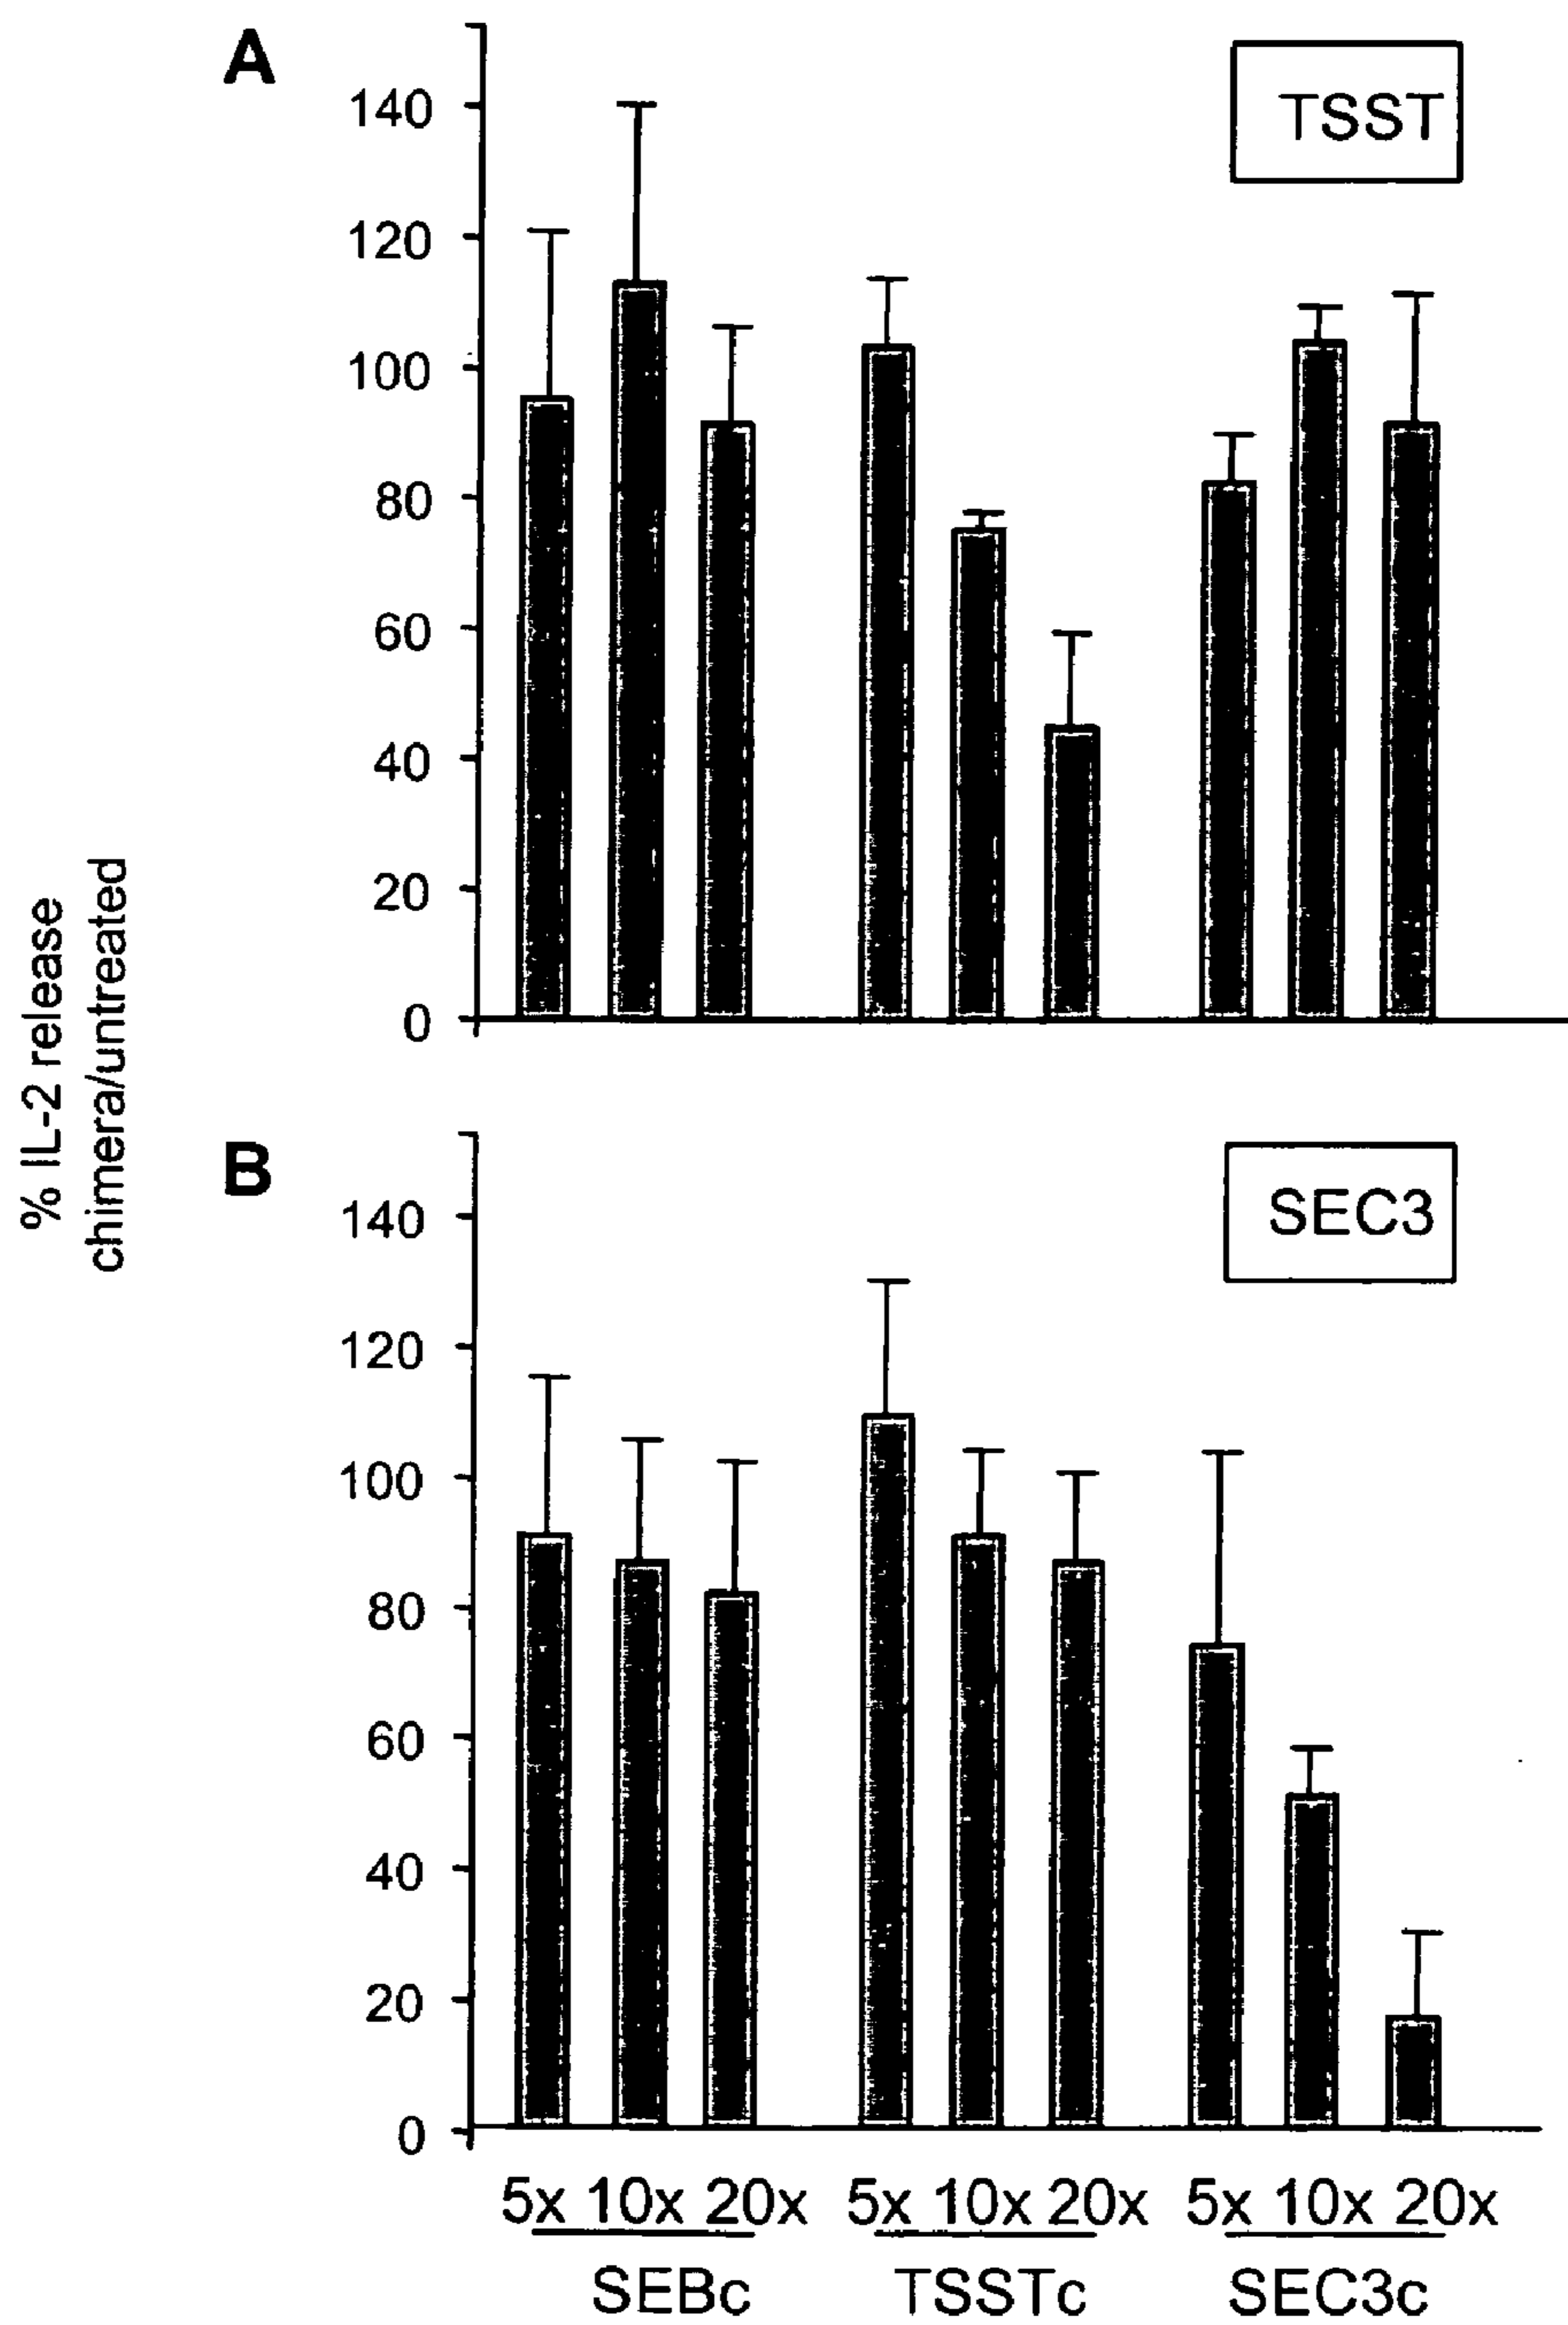 A
TSST
140
120
100
80
60
40
20
0
% IL-2 release
chimera/untreated
B
SEC3
140
120
100
80
60
40
20
0
5x 10x 20x 5x 10x 20x 5x 10x 20x
SEBc TSSTc SEC3c